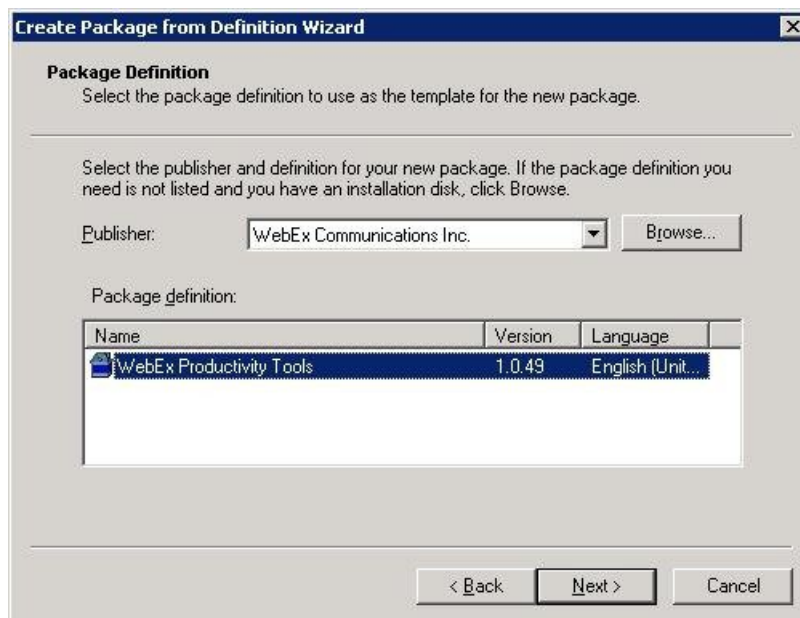 Create Package from Definition Wizard
Package Definition
Select the package definition to use as the template for the new package.
Select the publisher and definition for your new package. If the package definition you
need is not listed and you have an installation disk, click Browse.
Publisher: WebEx Communications Inc. Browse...
Package definition:
Name Version Language
WebEx Productivity Tools 1.0.49 English (Unit...
< Back Next > Cancel